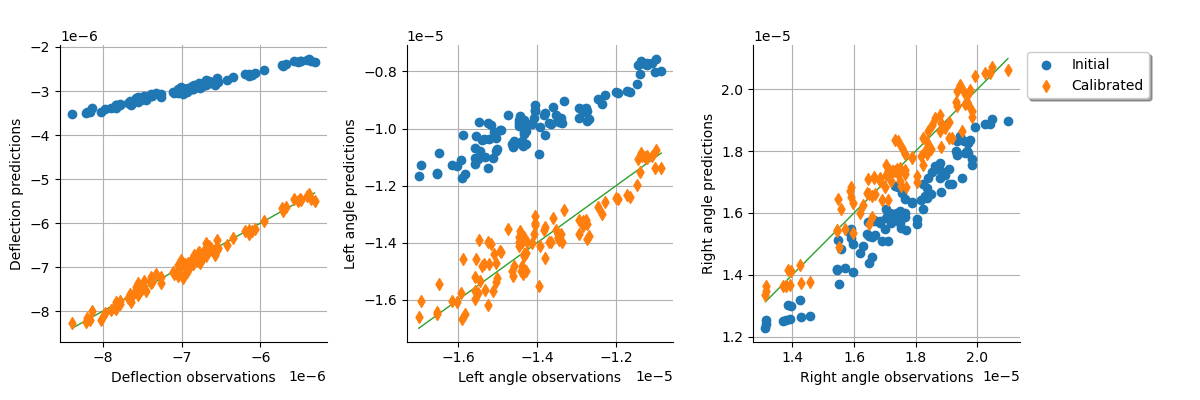 1e−6
−2
−3
−4
−5
−6
−7
−8
Deflection predictions
−8
−7
−6
1e−6
Deflection observations
1e−5
−0.8
−1.0
−1.2
−1.4
−1.6
Left angle predictions
−1.6
−1.4
−1.2
1e−5
Left angle observations
1e−5
2.0
1.8
1.6
1.4
1.2
Right angle predictions
1.4
1.6
1.8
2.0
1e−5
Right angle observations
Initial
Calibrated